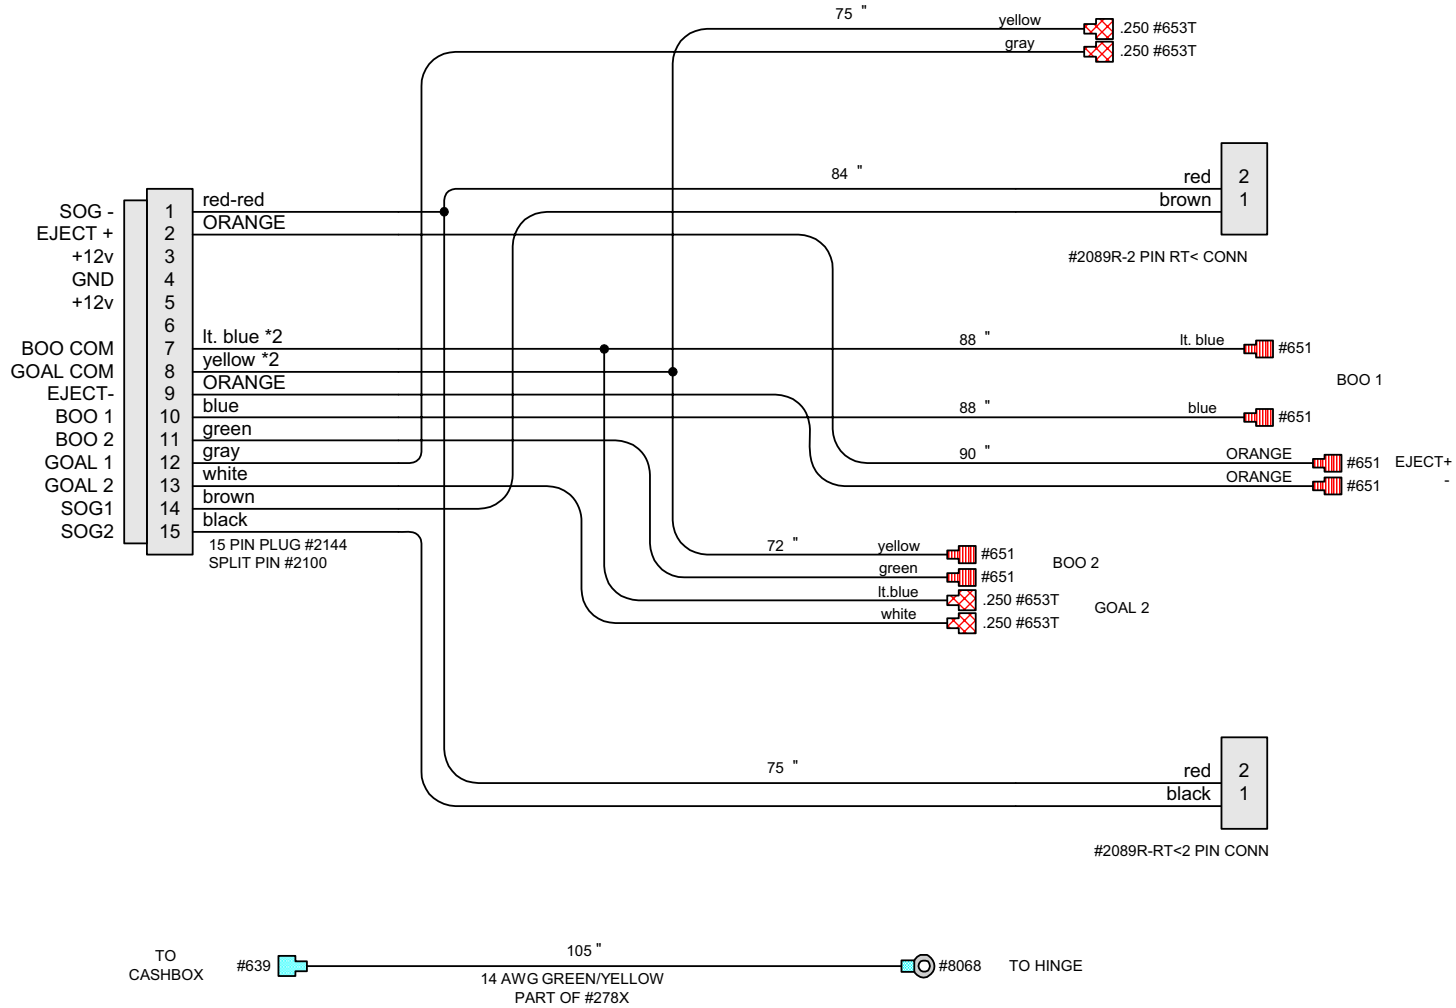 75 "
yellow
.250 #653T
gray
.250 #653T
84 "
red 2
brown 1
#2089R-2 PIN RT< CONN
SOG - 1 red-red
EJECT + 2 ORANGE
+12v 3
GND 4
+12v 5
6
BOO COM 7 lt. blue *2
GOAL COM 8 yellow *2
EJECT- 9 ORANGE
BOO 1 10 blue
BOO 2 11 green
GOAL 1 12 gray
GOAL 2 13 white
SOG1 14 brown
SOG2 15 black
15 PIN PLUG #2144
SPLIT PIN #2100
88 " lt. blue #651
BOO 1
88 " blue #651
90 " ORANGE #651 EJECT+
ORANGE #651 -
72 " yellow #651
BOO 2
green #651
lt.blue .250 #653T
GOAL 2
white .250 #653T
75 "
red 2
black 1
#2089R-RT<2 PIN CONN
TO
CASHBOX
#639
105 "
14 AWG GREEN/YELLOW
PART OF #278X
#8068
TO HINGE